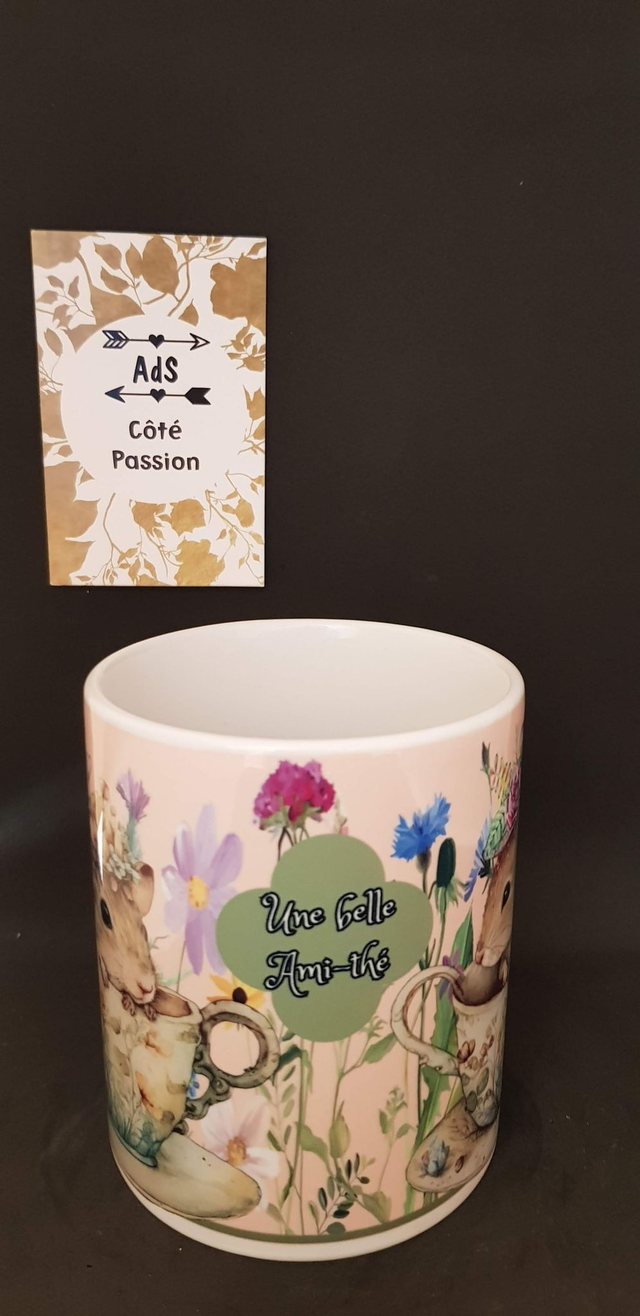 AdS
Côté
Passion
Une belle
Ami-thé